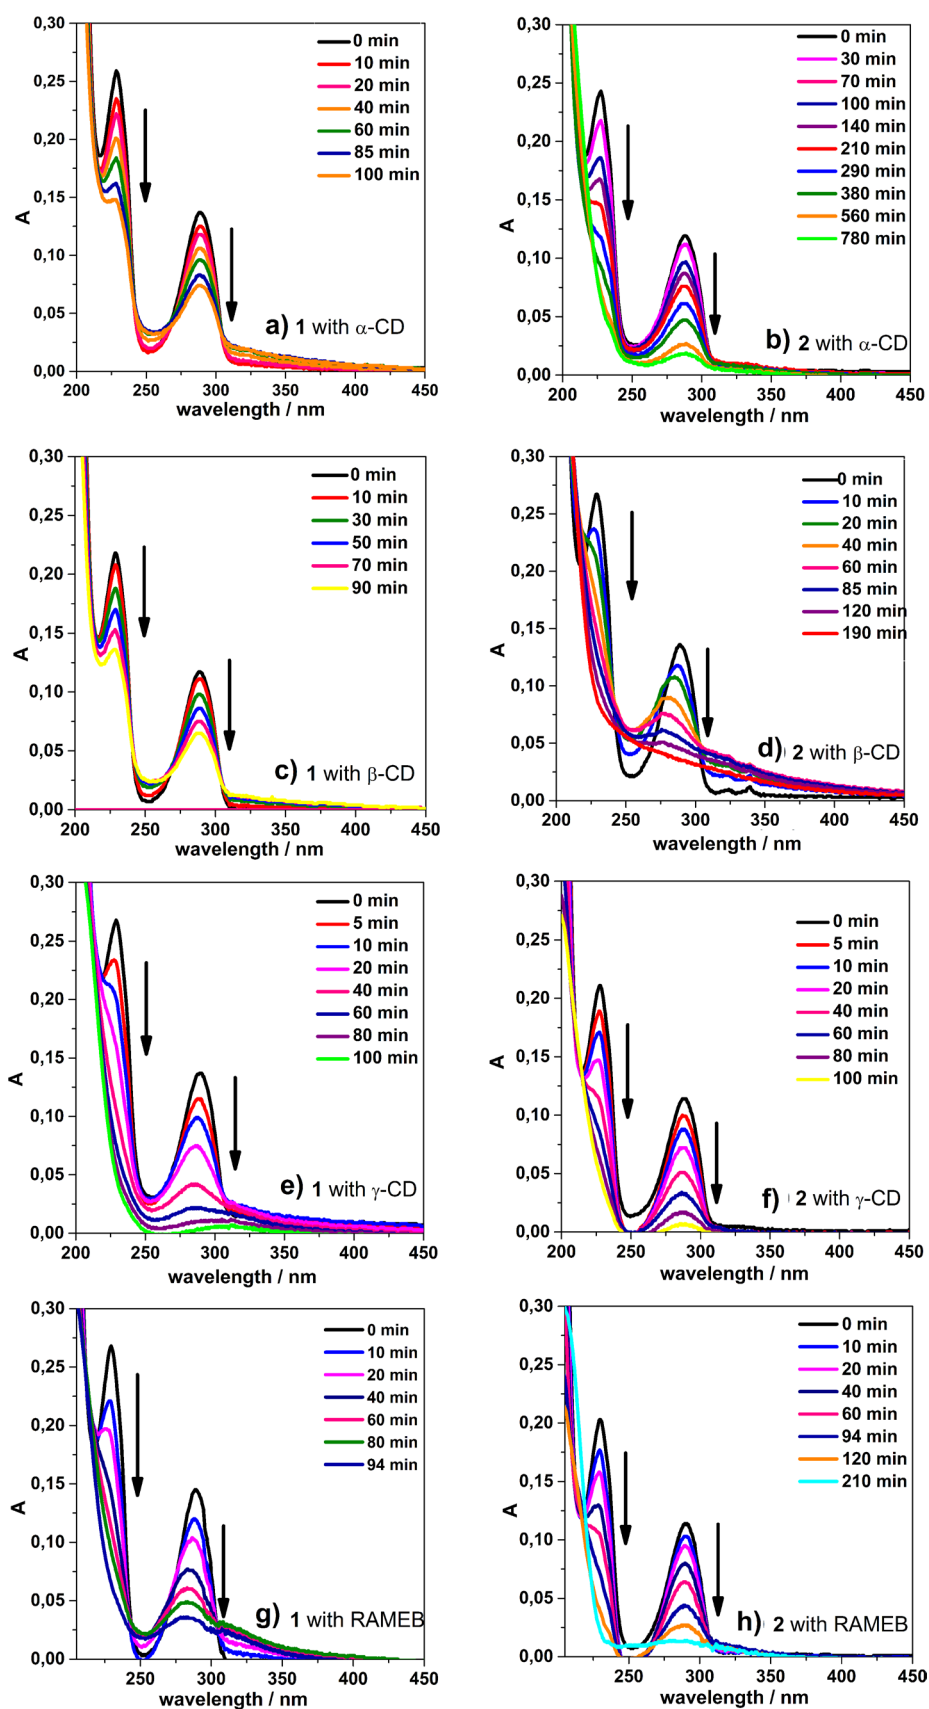 0,30
0,25
0,20
0,15
0,10
0,05
0,00
A
0 min
10 min
20 min
40 min
60 min
85 min
100 min
a) 1 with α-CD
200 250 300 350 400 450
wavelength / nm
0,30
0,25
0,20
0,15
0,10
0,05
0,00
A
0 min
30 min
70 min
100 min
140 min
210 min
290 min
380 min
560 min
780 min
b) 2 with α-CD
200 250 300 350 400 450
wavelength / nm
0,30
0,25
0,20
0,15
0,10
0,05
0,00
A
0 min
10 min
30 min
50 min
70 min
90 min
c) 1 with β-CD
200 250 300 350 400 450
wavelength / nm
0,30
0,25
0,20
0,15
0,10
0,05
0,00
A
0 min
10 min
20 min
40 min
60 min
85 min
120 min
190 min
d) 2 with β-CD
200 250 300 350 400 450
wavelength / nm
0,30
0,25
0,20
0,15
0,10
0,05
0,00
A
0 min
5 min
10 min
20 min
40 min
60 min
80 min
100 min
e) 1 with γ-CD
200 250 300 350 400 450
wavelength / nm
0,30
0,25
0,20
0,15
0,10
0,05
0,00
A
0 min
5 min
10 min
20 min
40 min
60 min
80 min
100 min
f) 2 with γ-CD
200 250 300 350 400 450
wavelength / nm
0,30
0,25
0,20
0,15
0,10
0,05
0,00
A
0 min
10 min
20 min
40 min
60 min
80 min
94 min
g) 1 with RAMEB
200 250 300 350 400 450
wavelength / nm
0,30
0,25
0,20
0,15
0,10
0,05
0,00
A
0 min
10 min
20 min
40 min
60 min
94 min
120 min
210 min
h) 2 with RAMEB
200 250 300 350 400 450
wavelength / nm